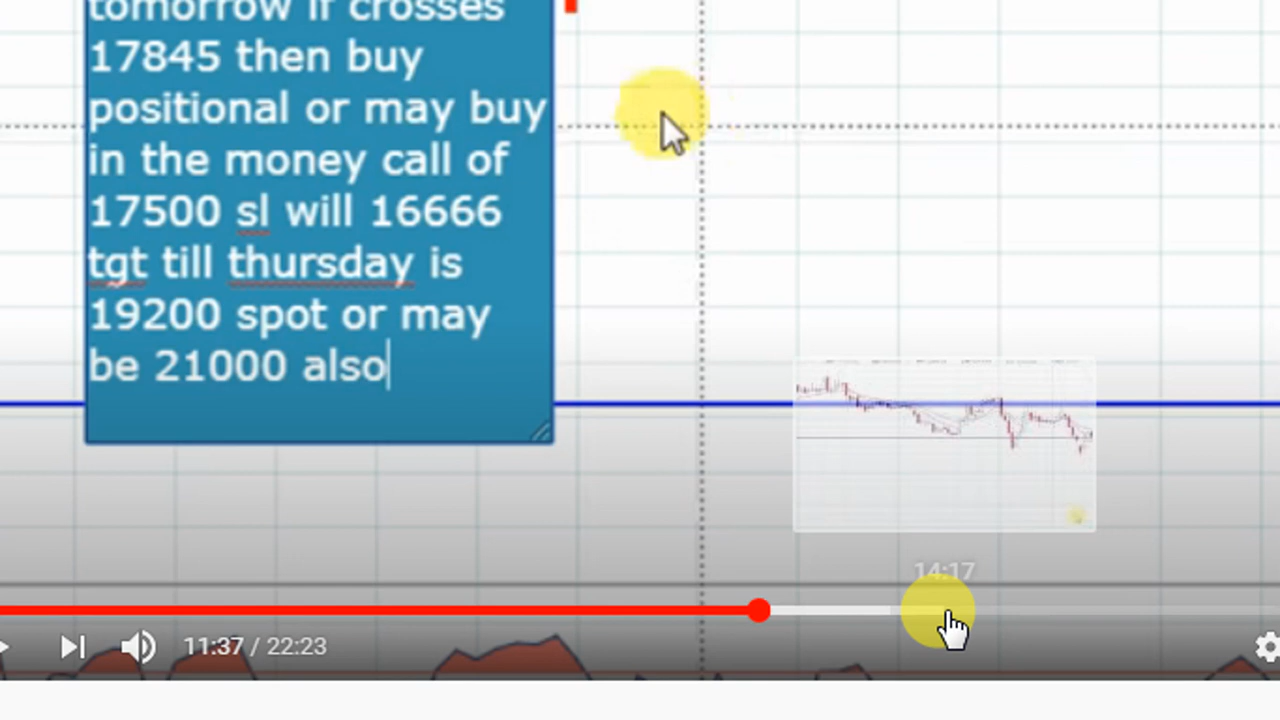 tomorrow if crosses
17845 then buy
positional or may buy
in the money call of
17500 sl will 16666
tgt till thursday is
19200 spot or may
be 21000 also
14:17
11:37 / 22:23